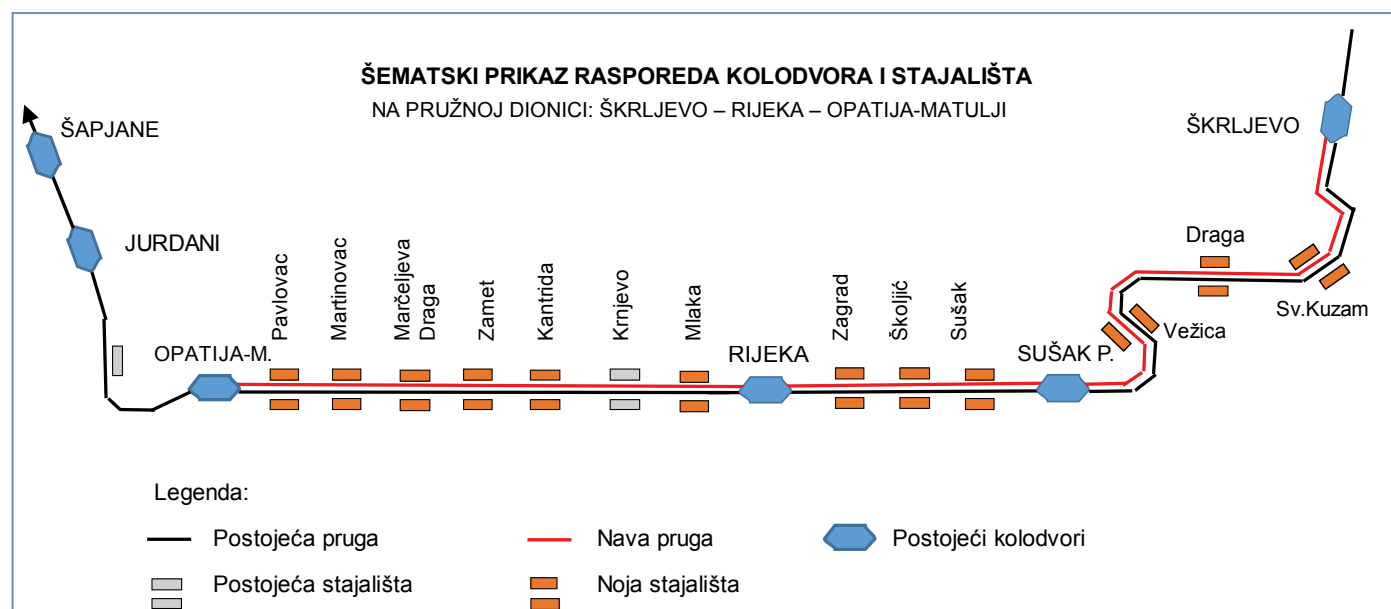 ŠEMATSKI PRIKAZ RASPOREDA KOLODVORA I STAJALIŠTA
NA PRUŽNOJ DIONICI: ŠKRLJEVO – RIJEKA – OPATIJA-MATULJI
ŠAPJANE
ŠKRLJEVO
JURDANI
OPATIJA-M.
Pavlovac
Martinovac
Marčeljeva
Draga
Zamet
Kantrida
Krnjevo
Mlaka
RIJEKA
Zagrad
Školjić
Sušak
SUŠAK P.
Vežica
Draga
Sv.Kuzam
Legenda:
Postojeća pruga
Nava pruga
Postojeći kolodvori
Postojeća stajališta
Noja stajališta